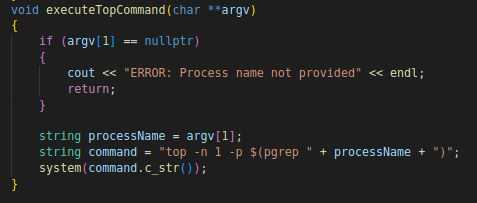 void executeTopCommand(char **argv)
{
if (argv[1] == nullptr)
{
cout << "ERROR: Process name not provided" << endl;
return;
}
string processName = argv[1];
string command = "top -n 1 -p $(pgrep " + processName + ")";
system(command.c_str());
}